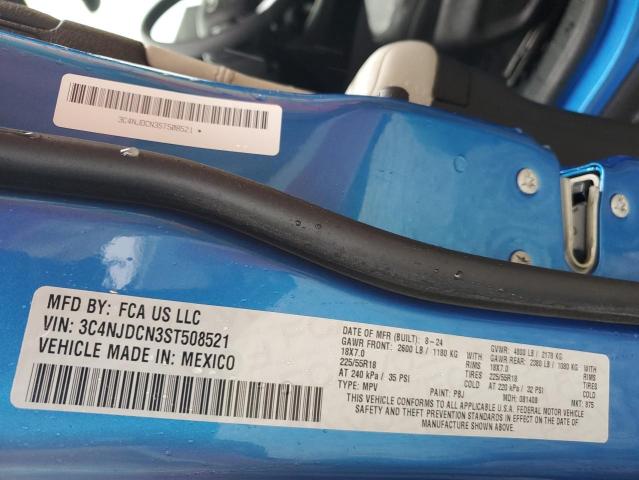 3C4NJDCN3ST508521 *
MFD BY: FCA US LLC
VIN: 3C4NJDCN3ST508521
VEHICLE MADE IN: MEXICO
DATE OF MFR (BUILT): 8-24
GAWR FRONT: 2600 LB / 1180 KG
18X7.0 RIMS
225/55R18 TIRES
AT 240 kPa / 35 PSI
TYPE: MPV
GVWR: 4800 LB / 2178 KG
GAWR REAR: 2380 LB / 1080 KG
RIMS 18X7.0
TIRES 225/55R18
AT 220 kPa / 32 PSI
PAINT: PBJ
MDH: 081408
MKT: 875
THIS VEHICLE CONFORMS TO ALL APPLICABLE U.S.A. FEDERAL MOTOR VEHICLE
SAFETY AND THEFT PREVENTION STANDARDS IN EFFECT ON THE DATE OF
MANUFACTURE SHOWN ABOVE.